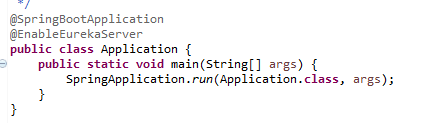 */
@SpringBootApplication
@EnableEurekaServer
public class Application {
    public static void main(String[] args) {
        SpringApplication.run(Application.class, args);
    }
}